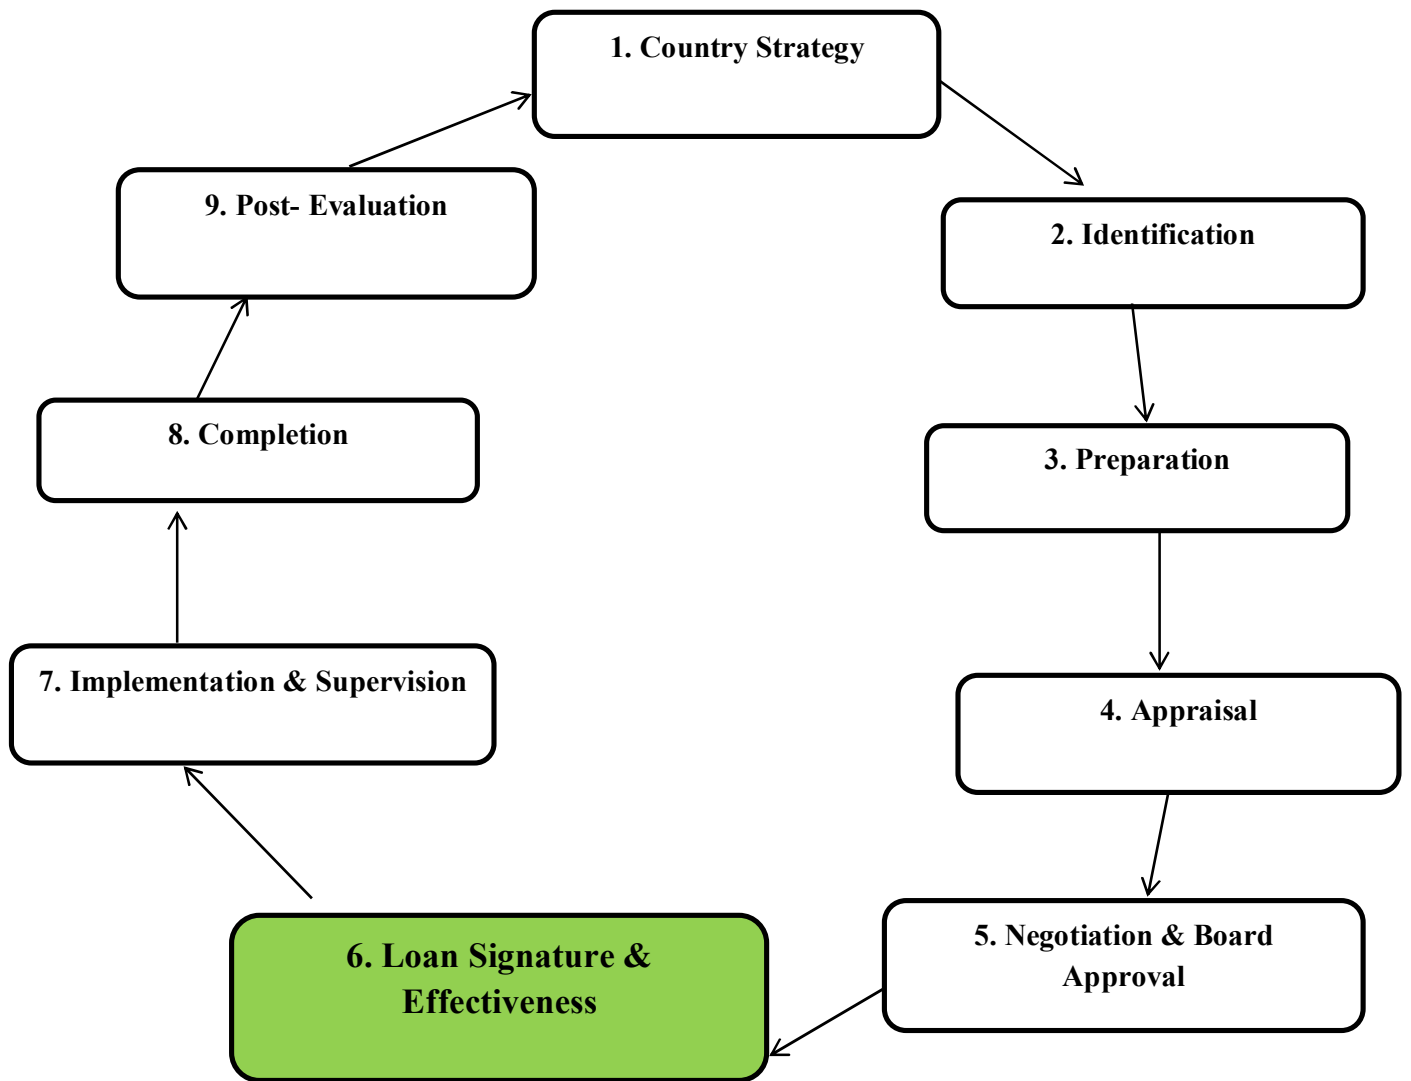 1. Country Strategy
2. Identification
3. Preparation
4. Appraisal
5. Negotiation & Board
Approval
6. Loan Signature &
Effectiveness
7. Implementation & Supervision
8. Completion
9. Post- Evaluation